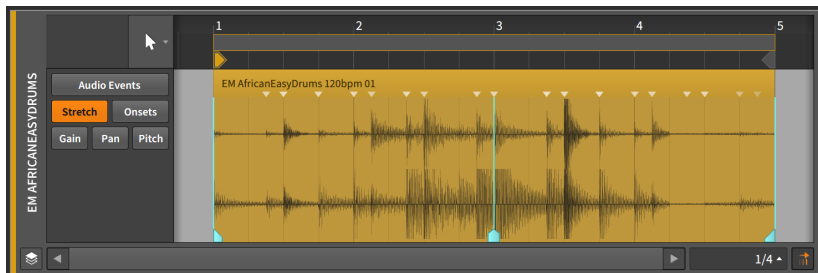 1 2 3 4 5
EM AFRICANEASYDRUMS
Audio Events
EM AfricanEasyDrums 120bpm 01
Stretch Onsets
Gain Pan Pitch
1/4